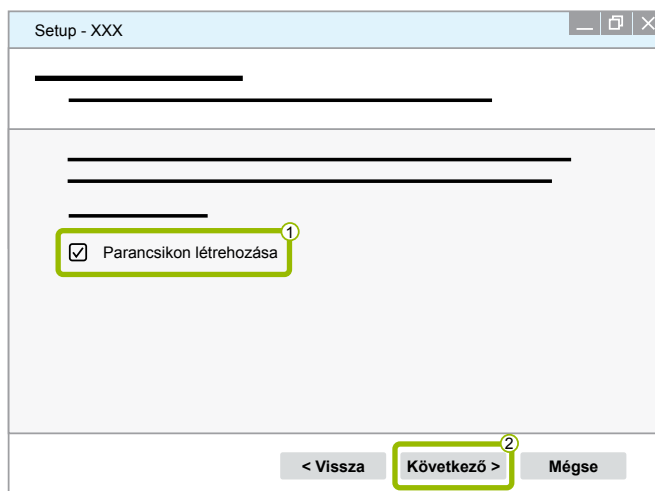 Setup - XXX
1
Parancsikon létrehozása
2
< Vissza Következő > Mégse